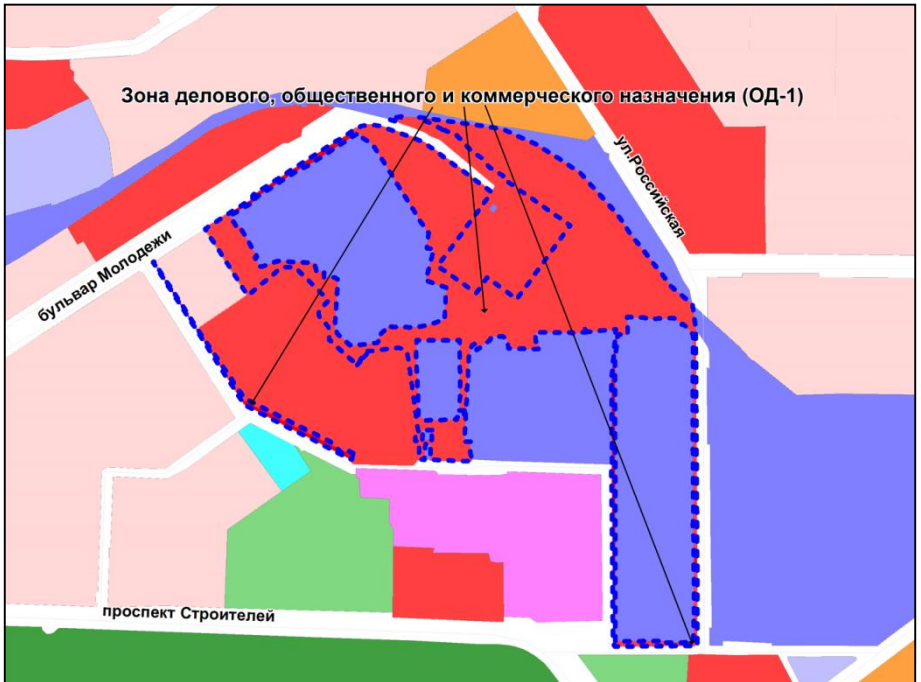 Зона делового, общественного и коммерческого назначения (ОД-1)
ул.Российская
бульвар Молодежи
проспект Строителей